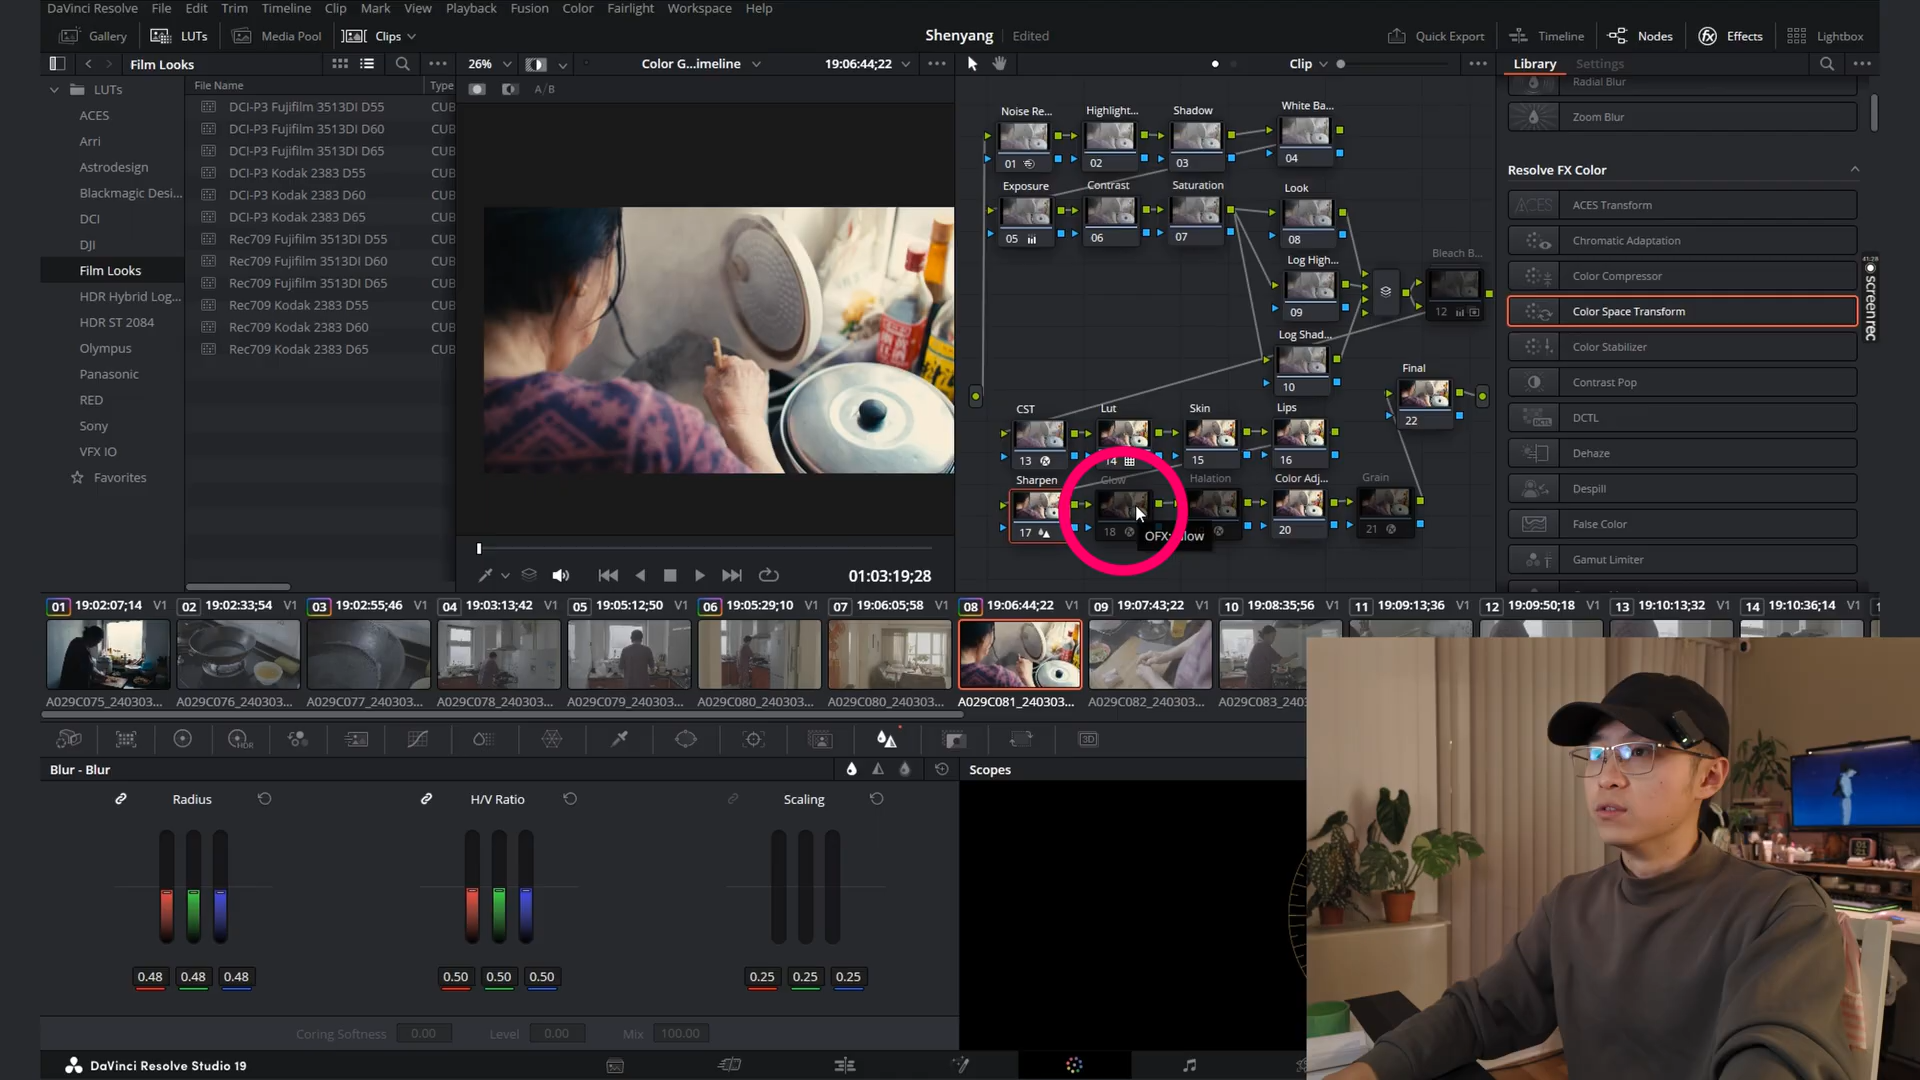 DaVinci Resolve File Edit Trim Timeline Clip Mark View Playback Fusion Color Fairlight Workspace Help
Gallery LUTs Media Pool Clips Shenyang Edited Quick Export Timeline Nodes Effects Lightbox
Film Looks 26% Color G...imeline 19:06:44;22 Clip Library Settings
LUTs
ACES
Arri
Astrodesign
Blackmagic Desi...
DCI
DJI
Film Looks
HDR Hybrid Log...
HDR ST 2084
Olympus
Panasonic
RED
Sony
VFX IO
Favorites
File Name Type
DCI-P3 Fujifilm 3513DI D55 CUB
DCI-P3 Fujifilm 3513DI D60 CUB
DCI-P3 Fujifilm 3513DI D65 CUB
DCI-P3 Kodak 2383 D55 CUB
DCI-P3 Kodak 2383 D60 CUB
DCI-P3 Kodak 2383 D65 CUB
Rec709 Fujifilm 3513DI D55 CUB
Rec709 Fujifilm 3513DI D60 CUB
Rec709 Fujifilm 3513DI D65 CUB
Rec709 Kodak 2383 D55 CUB
Rec709 Kodak 2383 D60 CUB
Rec709 Kodak 2383 D65 CUB
A/B
01:03:19;28
Noise Re... Highlight... Shadow White Ba...
01 02 03 04
Exposure Contrast Saturation Look
05 06 07 08
Log High... Bleach B...
09 12
Log Shad...
10
Final
22
CST Lut Skin Lips
13 14 15 16
Sharpen Glow Halation Color Adj... Grain
17 18 20 21
OFX: Glow
Radial Blur
Zoom Blur
Resolve FX Color
ACES Transform
Chromatic Adaptation
Color Compressor
Color Space Transform
Color Stabilizer
Contrast Pop
DCTL
Dehaze
Despill
False Color
Gamut Limiter
screen rec
01 19:02:07;14 V1 02 19:02:33;54 V1 03 19:02:55;46 V1 04 19:03:13;42 V1 05 19:05:12;50 V1 06 19:05:29;10 V1 07 19:06:05;58 V1 08 19:06:44;22 V1 09 19:07:43;22 V1 10 19:08:35;56 V1 11 19:09:13;36 V1 12 19:09:50;18 V1 13 19:10:13;32 V1 14 19:10:36;14 V1
A029C075_240303... A029C076_240303... A029C077_240303... A029C078_240303... A029C079_240303... A029C080_240303... A029C080_240303... A029C081_240303... A029C082_240303... A029C083_240
HDR 3D
Blur - Blur Scopes
Radius H/V Ratio Scaling
0.48 0.48 0.48 0.50 0.50 0.50 0.25 0.25 0.25
Coring Softness 0.00 Level 0.00 Mix 100.00
DaVinci Resolve Studio 19